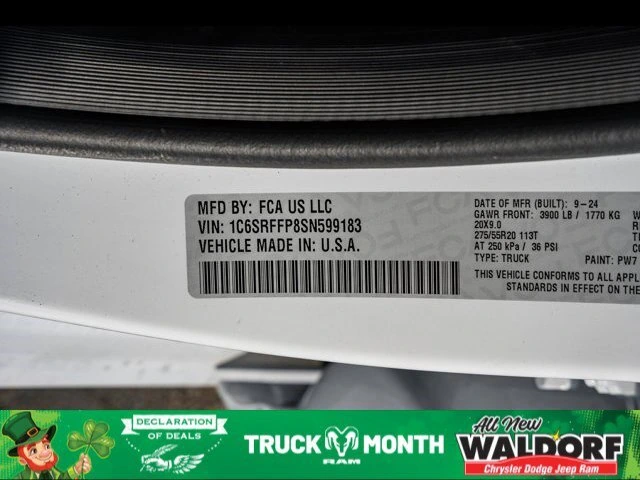 MFD BY: FCA US LLC
VIN: 1C6SRFFP8SN599183
VEHICLE MADE IN: U.S.A.
DATE OF MFR (BUILT): 9-24
GAWR FRONT: 3900 LB / 1770 KG
20X9.0
275/55R20 113T
AT 250 kPa / 36 PSI
TYPE: TRUCK PAINT: PW7
THIS VEHICLE CONFORMS TO ALL
STANDARDS IN EFFECT ON THE
DECLARATION
OF DEALS
TRUCK MONTH
RAM
All New
WALDORF
Chrysler Dodge Jeep Ram